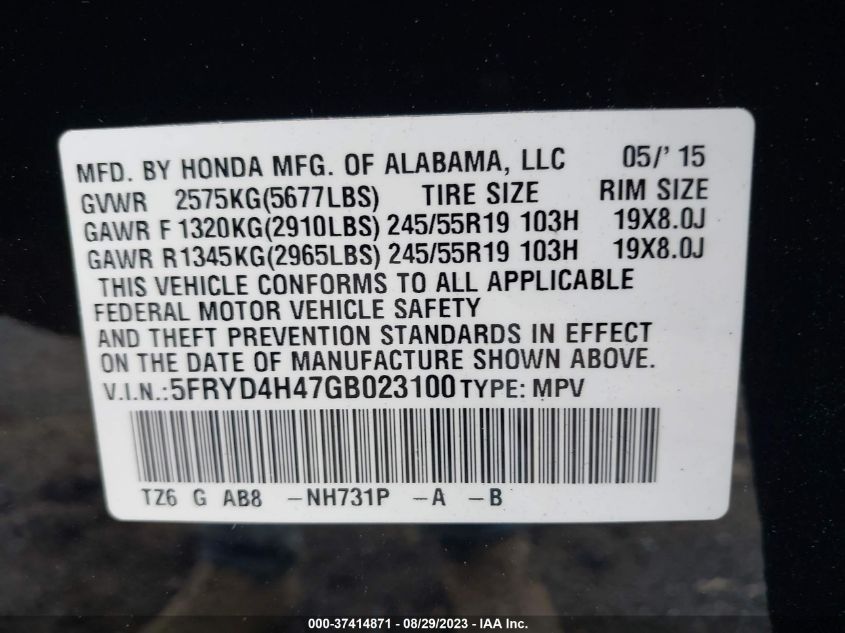 MFD. BY HONDA MFG. OF ALABAMA, LLC 05/' 15
GVWR 2575KG(5677LBS) TIRE SIZE RIM SIZE
GAWR F 1320KG(2910LBS) 245/55R19 103H 19X8.0J
GAWR R1345KG(2965LBS) 245/55R19 103H 19X8.0J
THIS VEHICLE CONFORMS TO ALL APPLICABLE
FEDERAL MOTOR VEHICLE SAFETY
AND THEFT PREVENTION STANDARDS IN EFFECT
ON THE DATE OF MANUFACTURE SHOWN ABOVE.
V.I.N.:5FRYD4H47GB023100 TYPE: MPV
TZ6 G AB8 -NH731P -A -B
000-37414871 - 08/29/2023 - IAA Inc.